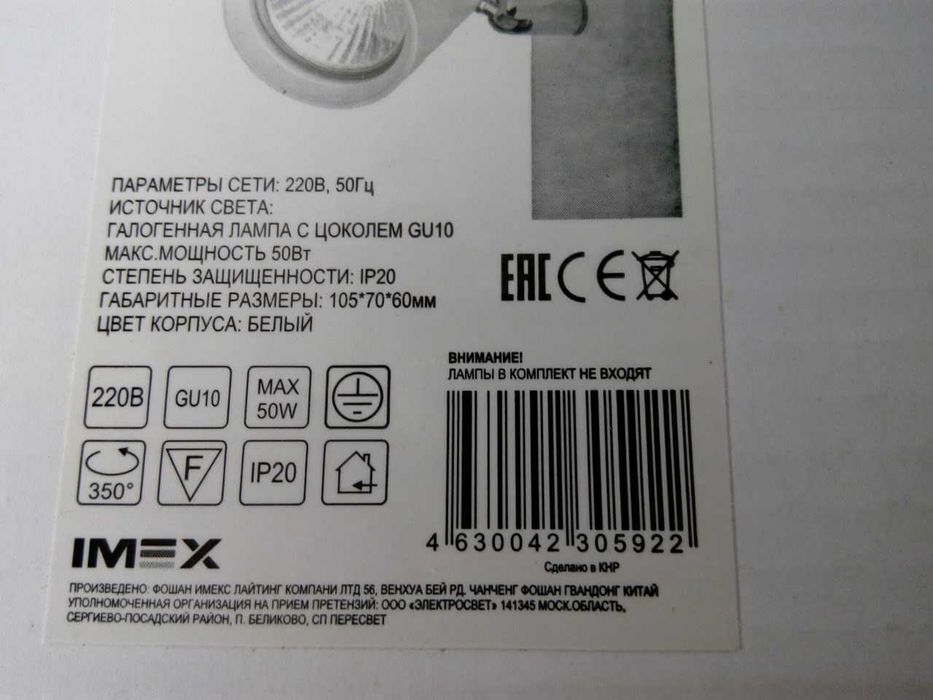 ПАРАМЕТРЫ СЕТИ: 220В, 50Гц
ИСТОЧНИК СВЕТА:
ГАЛОГЕННАЯ ЛАМПА С ЦОКОЛЕМ GU10
МАКС.МОЩНОСТЬ 50Вт
СТЕПЕНЬ ЗАЩИЩЕННОСТИ: IP20
ГАБАРИТНЫЕ РАЗМЕРЫ: 105*70*60мм
ЦВЕТ КОРПУСА: БЕЛЫЙ
EAC CE
220В
GU10
MAX
50W
350°
F
IP20
ВНИМАНИЕ!
ЛАМПЫ В КОМПЛЕКТ НЕ ВХОДЯТ
4 630042 305922
Сделано в КНР
IMEX
ПРОИЗВЕДЕНО: ФОШАН ИМЕКС ЛАЙТИНГ КОМПАНИ ЛТД 56, ВЕНХУА БЕЙ РД. ЧАНЧЕНГ ФОШАН ГВАНДОНГ КИТАЙ
УПОЛНОМОЧЕННАЯ ОРГАНИЗАЦИЯ НА ПРИЕМ ПРЕТЕНЗИЙ: ООО «ЭЛЕКТРОСВЕТ» 141345 МОСК.ОБЛАСТЬ,
СЕРГИЕВО-ПОСАДСКИЙ РАЙОН, П. БЕЛИКОВО, СП ПЕРЕСВЕТ